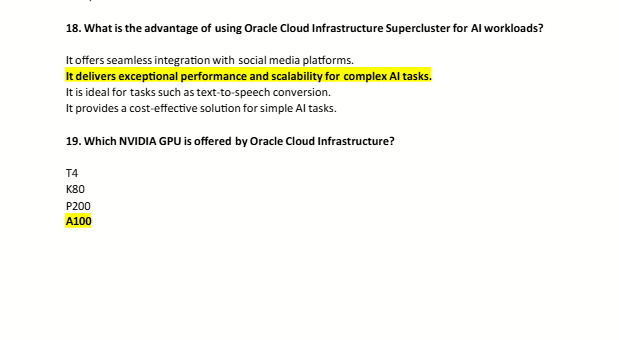 18. What is the advantage of using Oracle Cloud Infrastructure Supercluster for AI workloads?
It offers seamless integration with social media platforms.
It delivers exceptional performance and scalability for complex AI tasks.
It is ideal for tasks such as text-to-speech conversion.
It provides a cost-effective solution for simple AI tasks.
19. Which NVIDIA GPU is offered by Oracle Cloud Infrastructure?
T4
K80
P200
A100